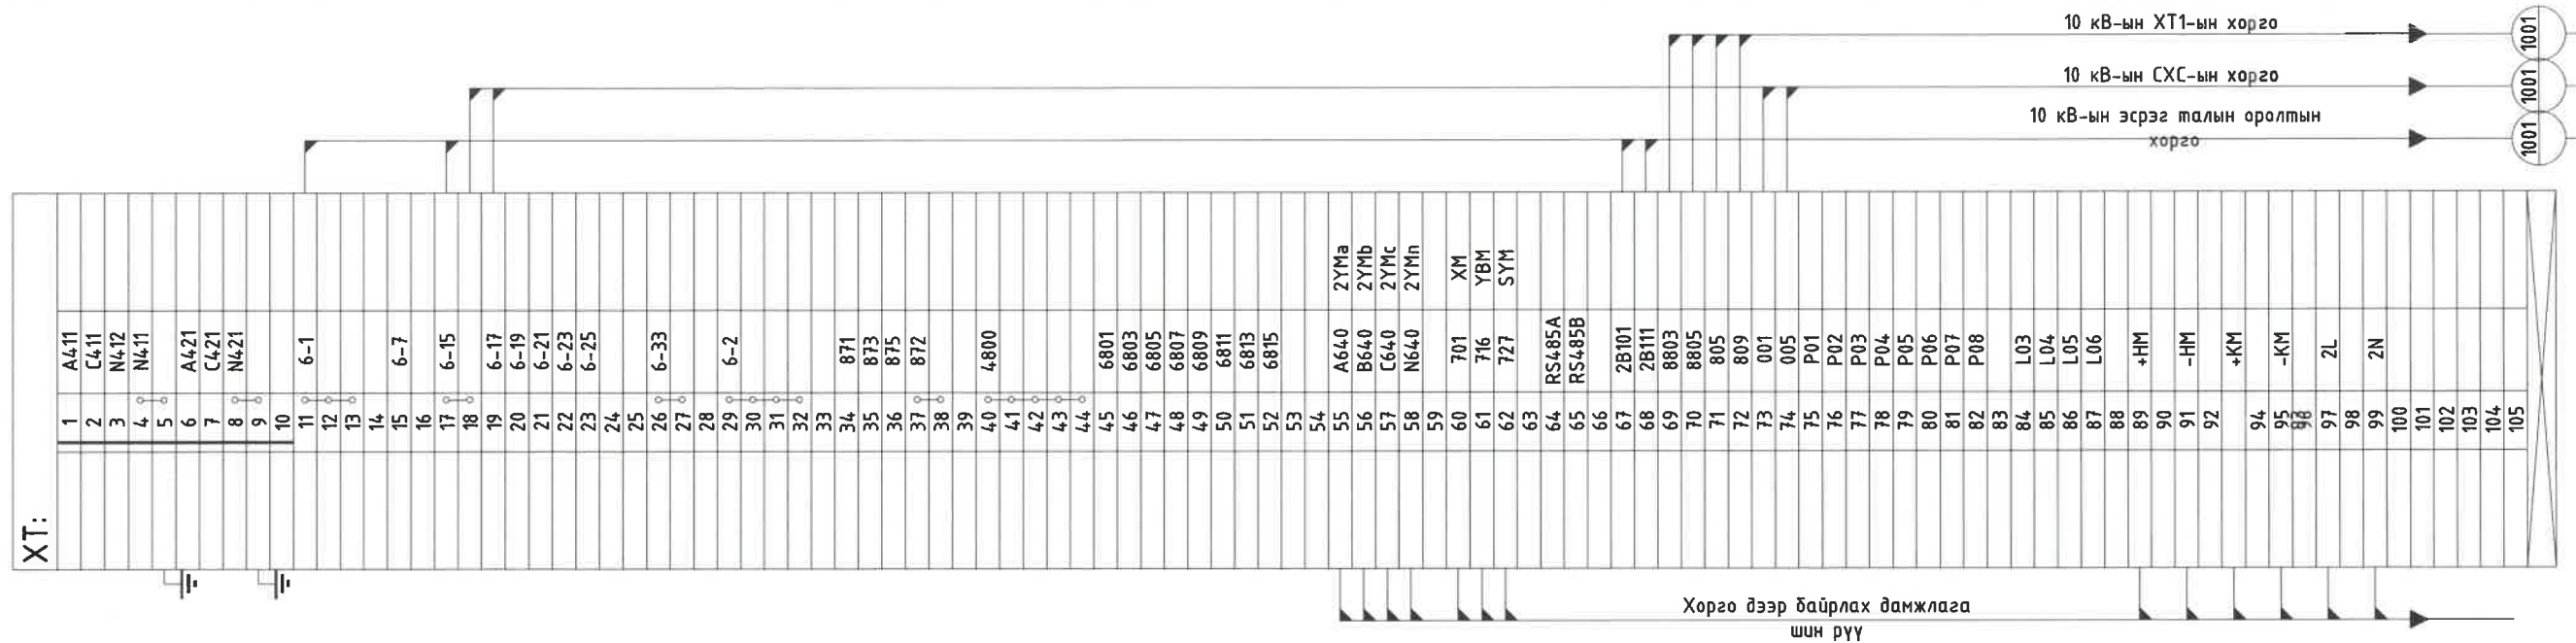 10 кВ-ын XT1-ын хорго
1001
10 кВ-ын СХС-ын хорго
1001
10 кВ-ын эсрэг талын оролтын
хорго
1001
2YMa 2YMb 2YMc 2YMn XM YBM SYM
A411 C411 N412 N411 A421 C421 N421 6-1 6-7 6-15 6-17 6-19 6-21 6-23 6-25 6-33 6-2 871 873 875 872 4800 6801 6803 6805 6807 6809 6811 6813 6815 A640 B640 C640 N640 701 716 727 RS485A RS485B 2B101 2B111 8803 8805 805 809 001 005 P01 P02 P03 P04 P05 P06 P07 P08 L03 L04 L05 L06 +HM -HM +KM -KM 2L 2N
1 2 3 4 5 6 7 8 9 10 11 12 13 14 15 16 17 18 19 20 21 22 23 24 25 26 27 28 29 30 31 32 33 34 35 36 37 38 39 40 41 42 43 44 45 46 47 48 49 50 51 52 53 54 55 56 57 58 59 60 61 62 63 64 65 66 67 68 69 70 71 72 73 74 75 76 77 78 79 80 81 82 83 84 85 86 87 88 89 90 91 92 94 95 97 98 99 100 101 102 103 104 105
XT:
Хорго дээр байрлах дамжлага
шин рүү